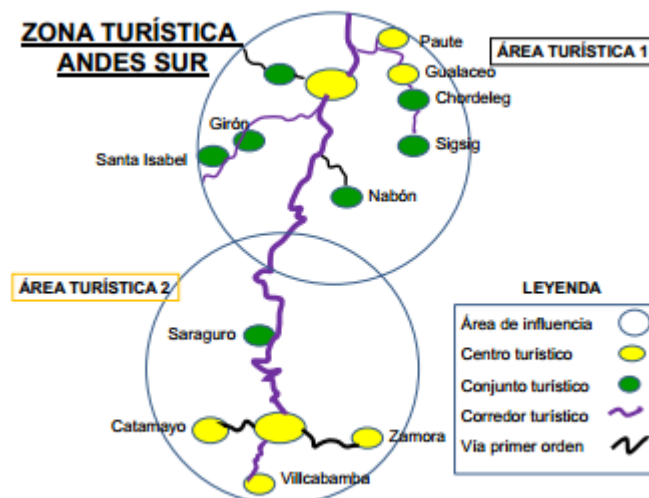 ZONA TURÍSTICA
ANDES SUR
ÁREA TURÍSTICA 1
Paute
Gualaceo
Chordeleg
Sigsig
Girón
Santa Isabel
Nabón
ÁREA TURÍSTICA 2
Saraguro
Catamayo
Zamora
Villcabamba
LEYENDA
Área de influencia
Centro turístico
Conjunto turístico
Corredor turístico
Vía primer orden